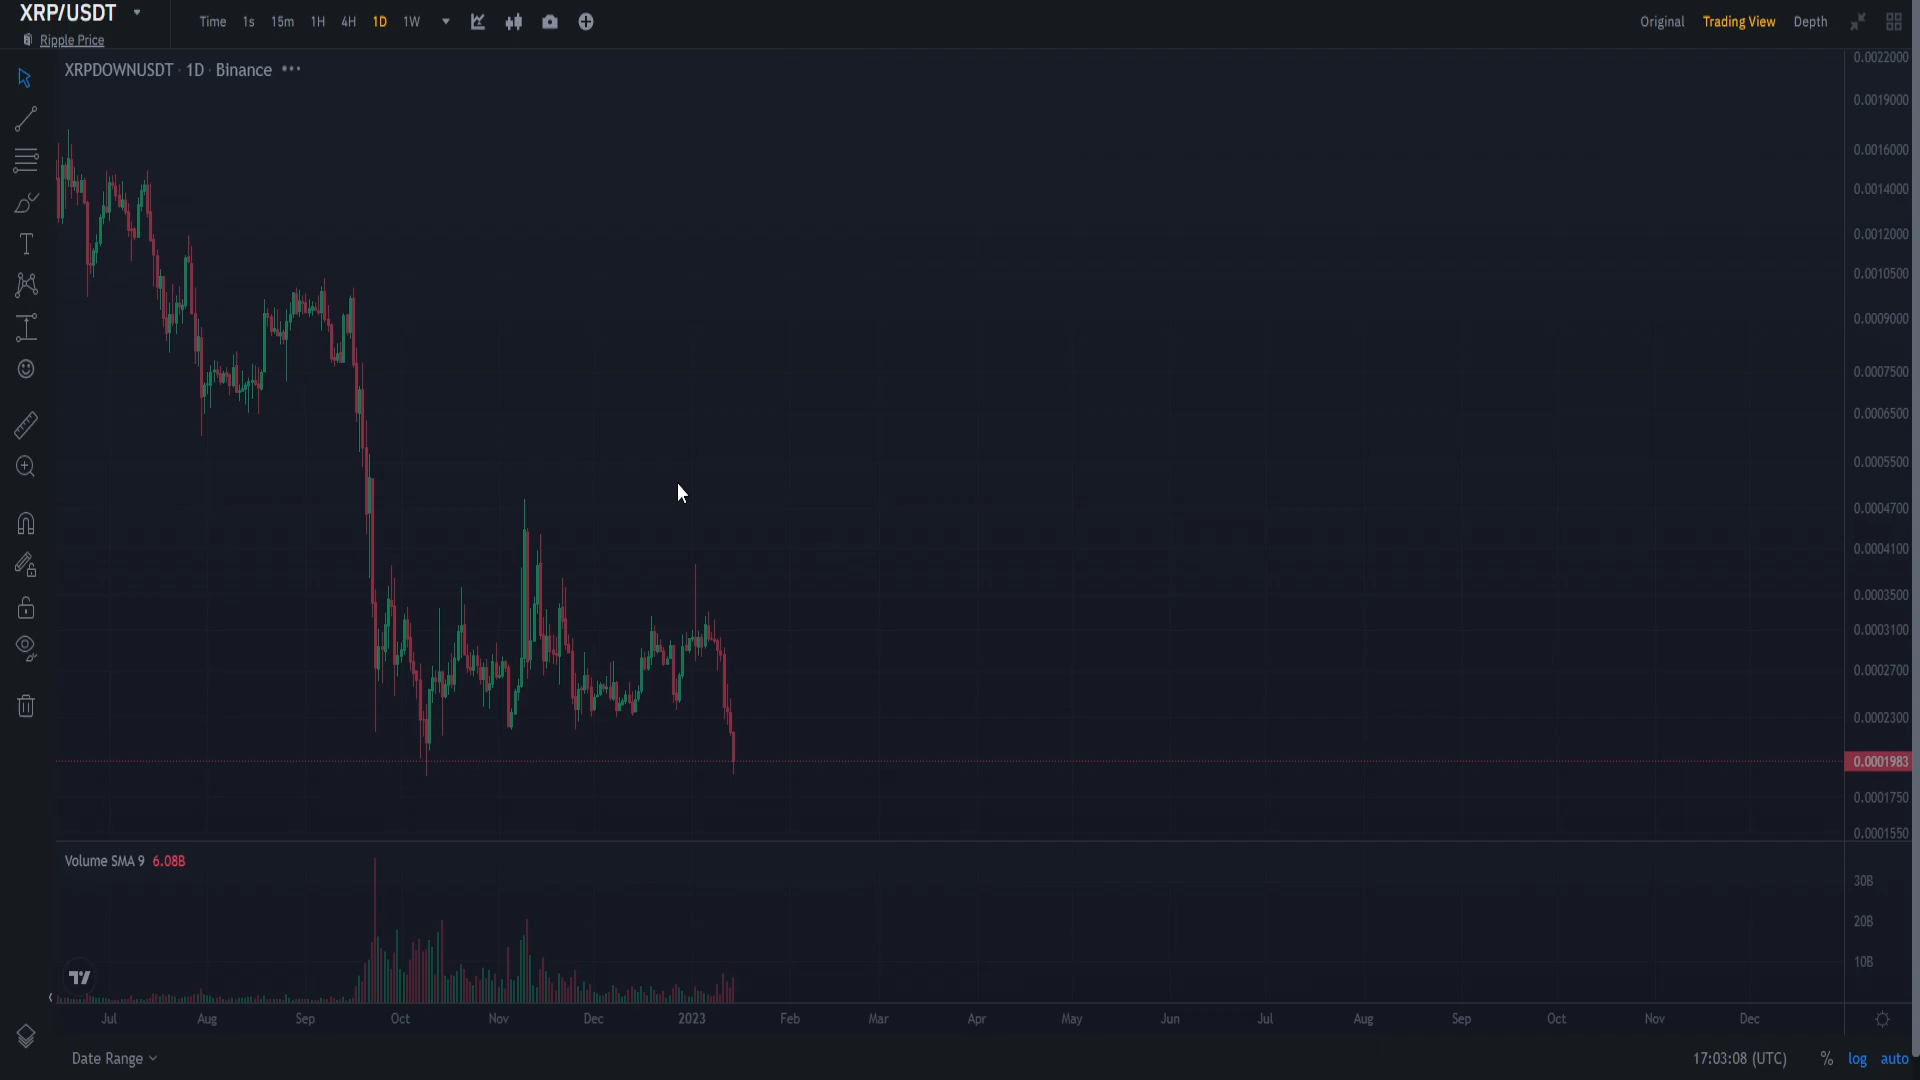 XRP/USDT
Ripple Price
Time 1s 15m 1H 4H 1D 1W
Original Trading View Depth
XRPDOWNUSDT · 1D · Binance •••
0.0022000
0.0019000
0.0016000
0.0014000
0.0012000
0.0010500
0.0009000
0.0007500
0.0006500
0.0005500
0.0004700
0.0004100
0.0003500
0.0003100
0.0002700
0.0002300
0.0001983
0.0001750
0.0001550
Volume SMA 9 6.08B
30B
20B
10B
Jul Aug Sep Oct Nov Dec 2023 Feb Mar Apr May Jun Jul Aug Sep Oct Nov Dec
Date Range
17:03:08 (UTC) % log auto